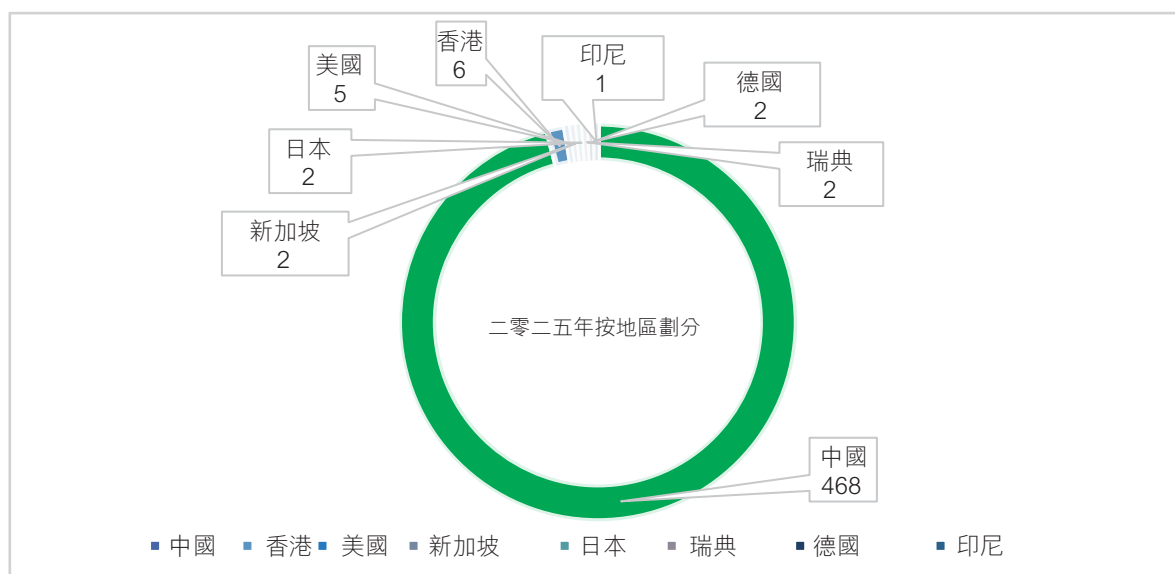 香港
6
印尼
1
美國
5
德國
2
日本
2
瑞典
2
新加坡
2
二零二五年按地區劃分
中國
468
中國 香港 美國 新加坡 日本 瑞典 德國 印尼